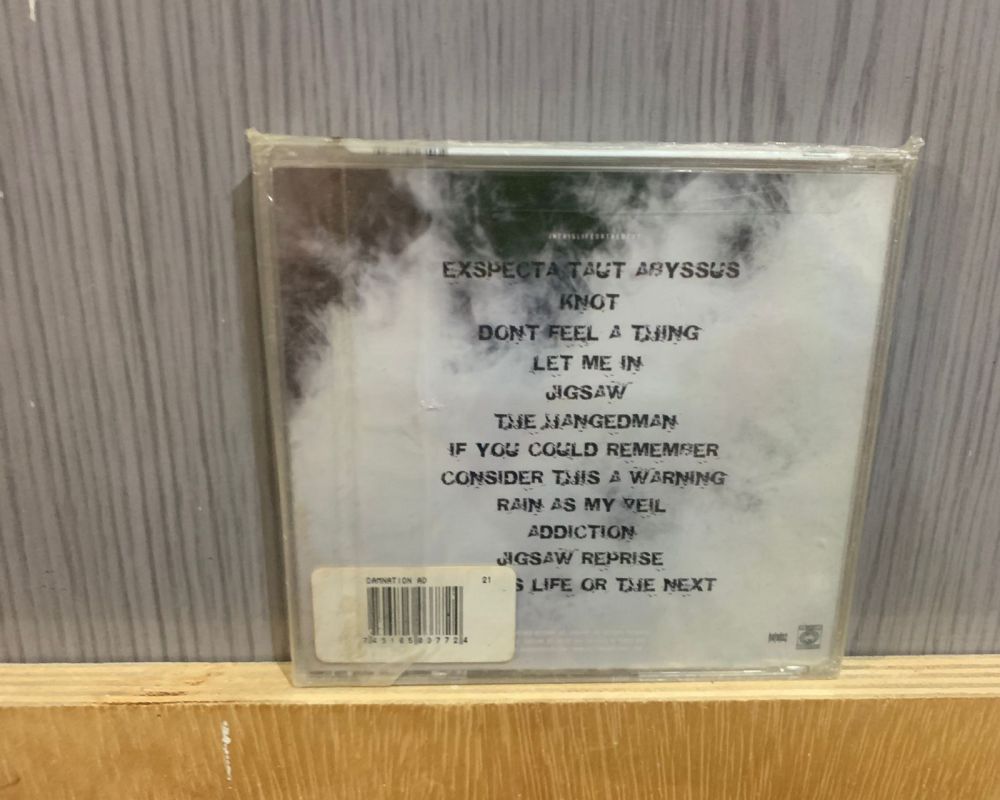 INTHISLIFEORTHENEXT
EXSPECTA TAUT ABYSSUS
KNOT
DONT FEEL A THING
LET ME IN
JIGSAW
THE HANGEDMAN
IF YOU COULD REMEMBER
CONSIDER THIS A WARNING
RAIN AS MY VEIL
ADDICTION
JIGSAW REPRISE
S LIFE OR THE NEXT
DAMNATION AD 21